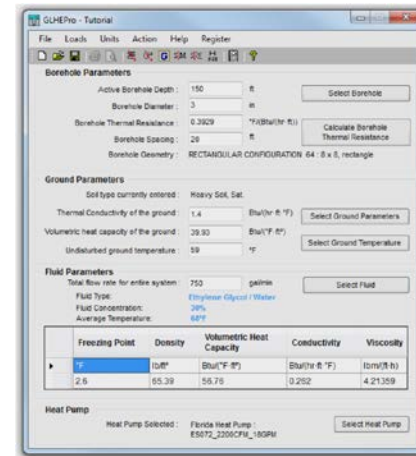 GLHEPro - Tutorial
File Loads Units Action Help Register
Borehole Parameters
Active Borehole Depth : 150 ft Select Borehole
Borehole Diameter : 3 in
Borehole Thermal Resistance : 0.3929 °F/(Btu/(hr·ft)) Calculate Borehole Thermal Resistance
Borehole Spacing : 20 ft
Borehole Geometry : RECTANGULAR CONFIGURATION 64 : 8 x 8, rectangle
Ground Parameters
Soil type currently entered : Heavy Soil, Sat.
Thermal Conductivity of the ground : 1.4 Btu/(hr·ft·°F) Select Ground Parameters
Volumetric heat capacity of the ground : 39.93 Btu/(°F·ft³)
Undisturbed ground temperature : 59 °F Select Ground Temperature
Fluid Parameters
Total flow rate for entire system : 750 gal/min Select Fluid
Fluid Type: Ethylene Glycol / Water
Fluid Concentration: 30%
Average Temperature: 68°F
Freezing Point Density Volumetric Heat Capacity Conductivity Viscosity
°F lb/ft³ Btu/(°F·ft³) Btu/(hr·ft·°F) lbm/(ft·h)
2.6 65.39 56.76 0.262 4.21359
Heat Pump
Heat Pump Selected : Florida Heat Pump : Select Heat Pump
ES072_2200CFM_18GPM